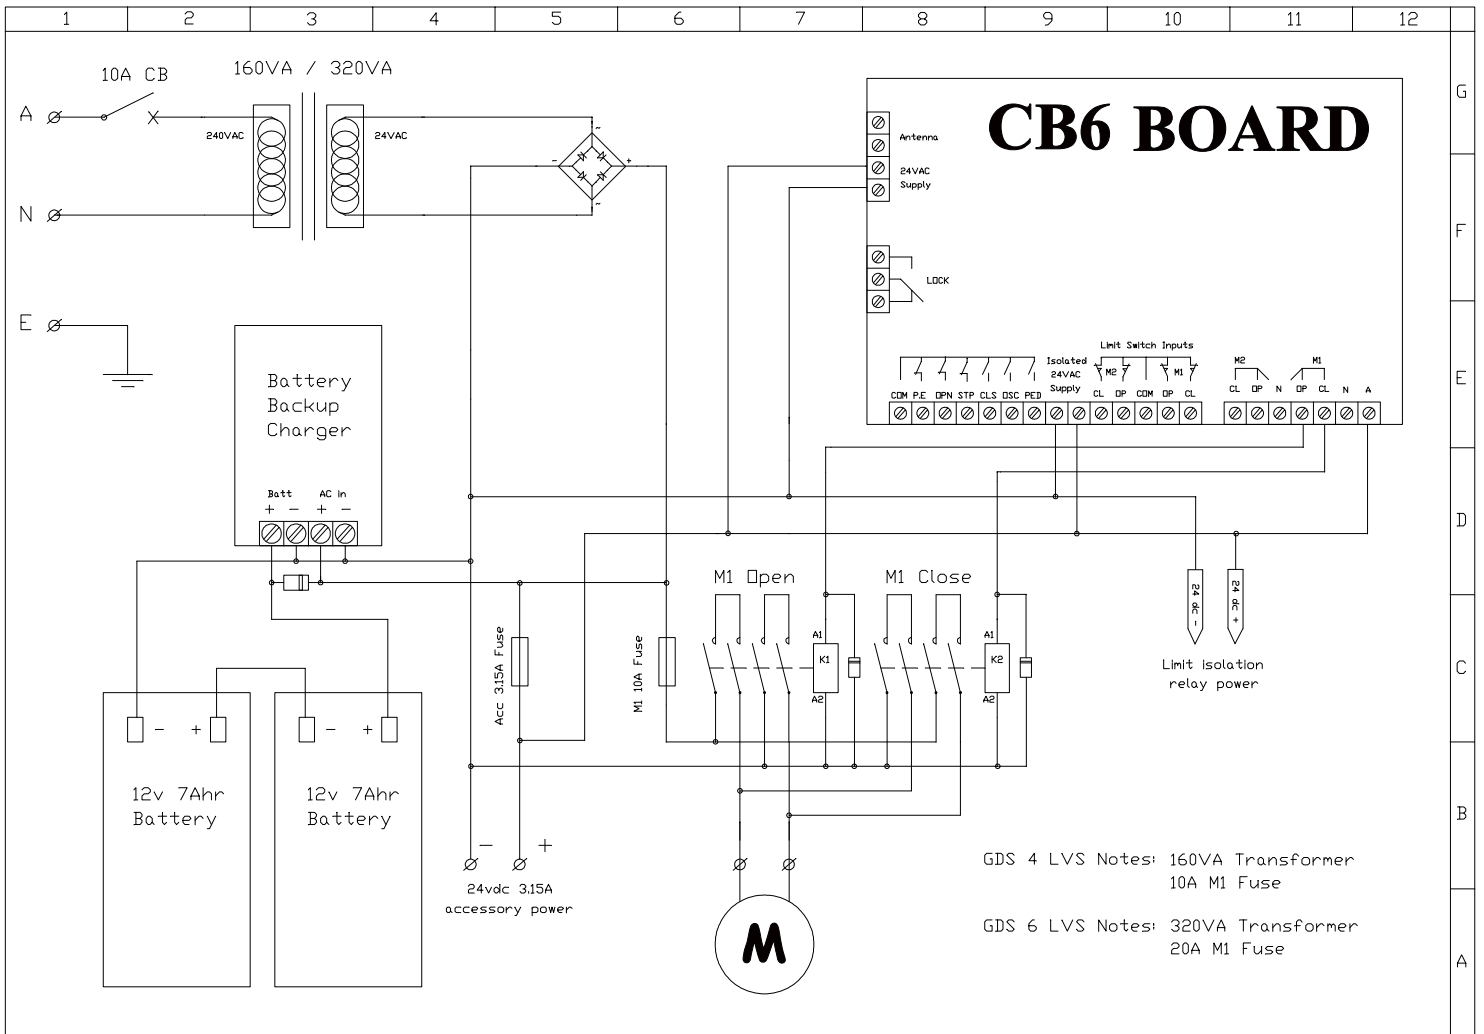 1 2 3 4 5 6 7 8 9 10 11 12
G
F
E
D
C
B
A
10A CB
160VA / 320VA
A
240VAC
24VAC
N
E
~
- +
~
CB6 BOARD
Antenna
24VAC
Supply
LOCK
Limit Switch Inputs
Isolated
24VAC
Supply
M2 M1
M2 M1
COM P.E OPN STP CLS OSC PED
CL OP COM OP CL
CL OP N OP CL N A
Battery
Backup
Charger
Batt AC in
+ - + -
M1 Open
M1 Close
24 dc -
24 dc +
Limit Isolation
relay power
Acc 3.15A Fuse
M1 10A Fuse
A1
K1
A2
A1
K2
A2
- +
- +
12v 7Ahr
Battery
12v 7Ahr
Battery
- +
24vdc 3.15A
accessory power
M
GDS 4 LVS Notes: 160VA Transformer
10A M1 Fuse
GDS 6 LVS Notes: 320VA Transformer
20A M1 Fuse